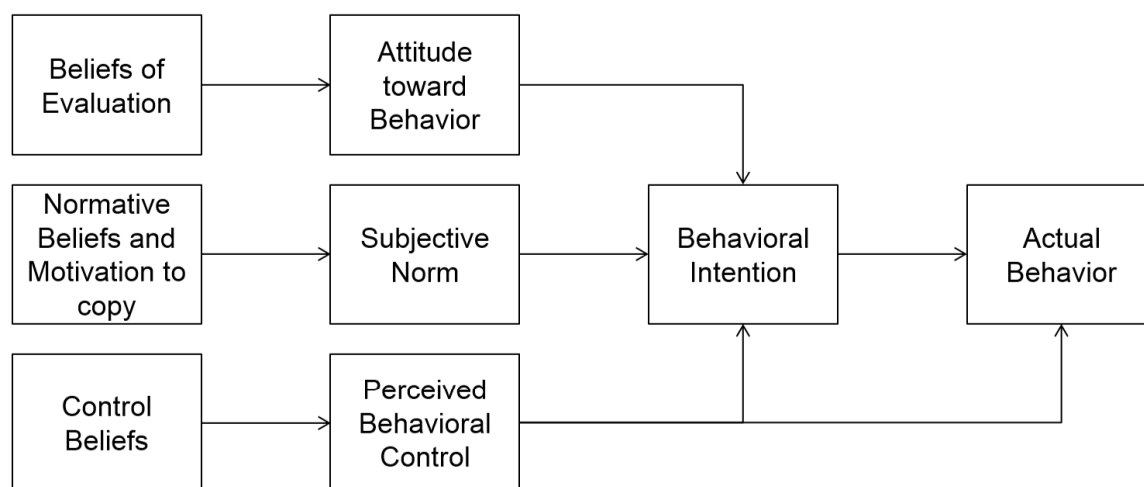 Beliefs of
Evaluation
Attitude
toward
Behavior
Normative
Beliefs and
Motivation to
copy
Subjective
Norm
Behavioral
Intention
Actual
Behavior
Control
Beliefs
Perceived
Behavioral
Control